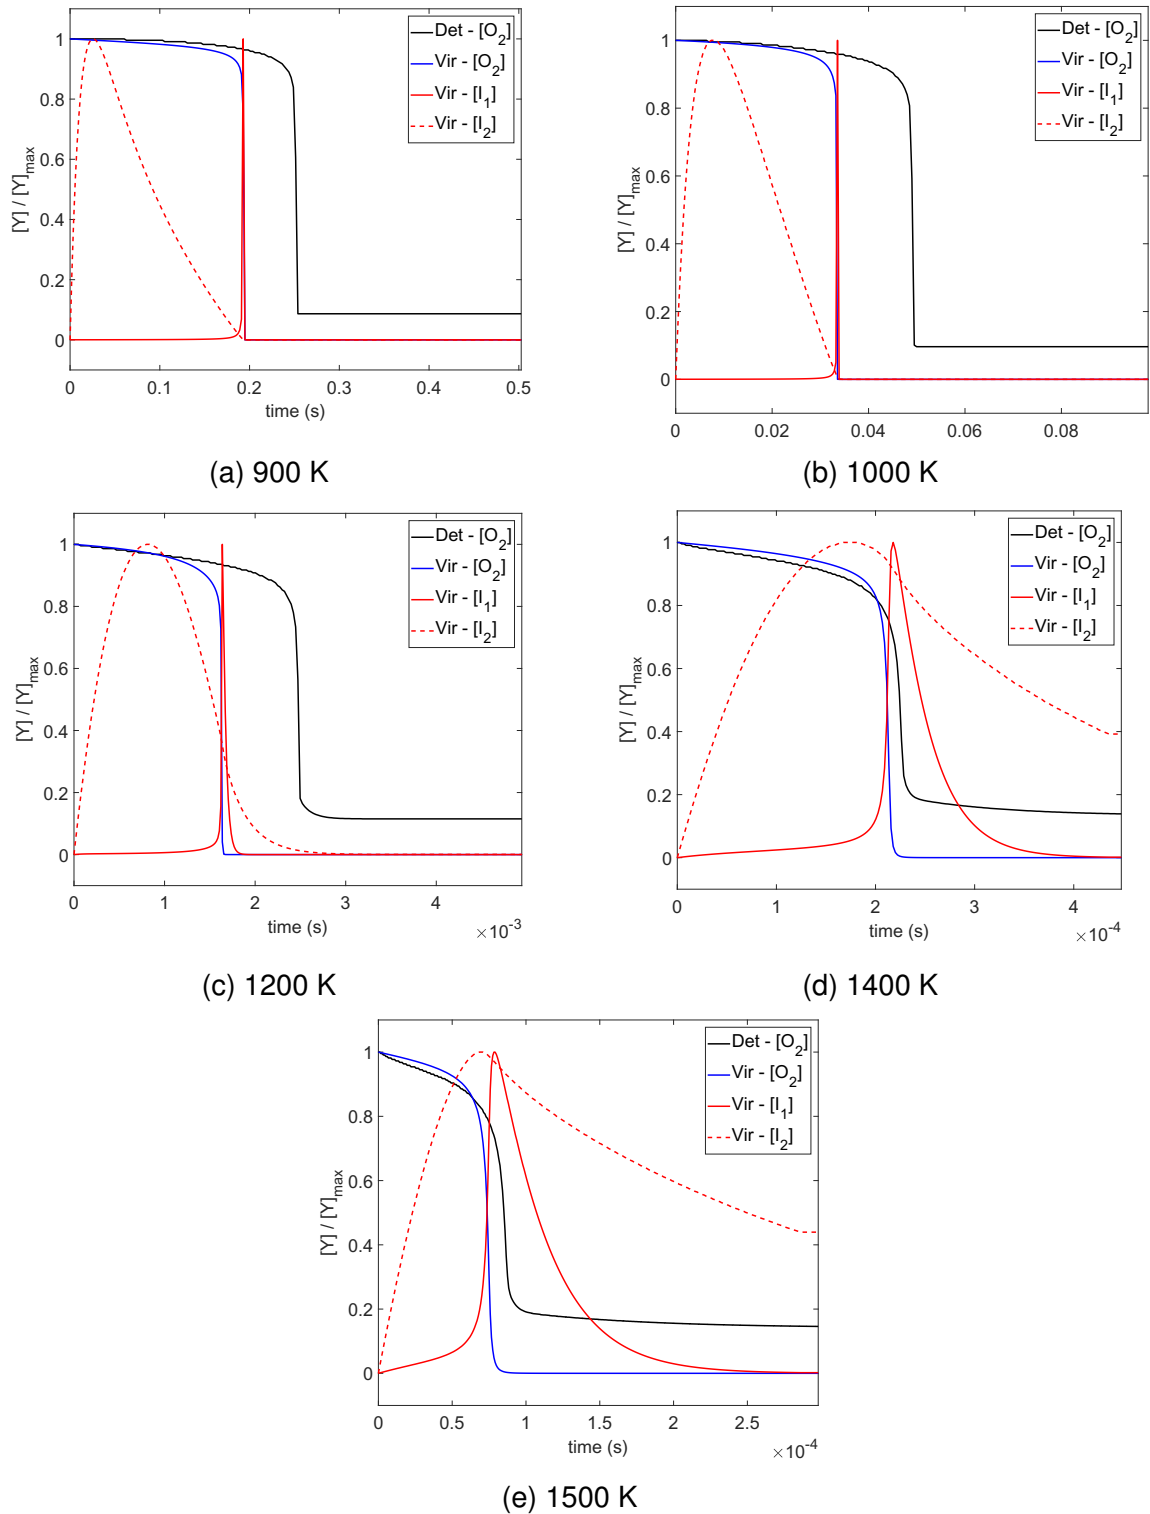 Det - [O2]
Vir - [O2]
Vir - [I1]
Vir - [I2]
[Y] / [Y]max
1
0.8
0.6
0.4
0.2
0
0 0.1 0.2 0.3 0.4 0.5
time (s)
(a) 900 K
Det - [O2]
Vir - [O2]
Vir - [I1]
Vir - [I2]
[Y] / [Y]max
1
0.8
0.6
0.4
0.2
0
0 0.02 0.04 0.06 0.08
(b) 1000 K
Det - [O2]
Vir - [O2]
Vir - [I1]
Vir - [I2]
[Y] / [Y]max
1
0.8
0.6
0.4
0.2
0
0 1 2 3 4
time (s)
×10-3
(c) 1200 K
Det - [O2]
Vir - [O2]
Vir - [I1]
Vir - [I2]
[Y] / [Y]max
1
0.8
0.6
0.4
0.2
0
0 1 2 3 4
time (s)
×10-4
(d) 1400 K
Det - [O2]
Vir - [O2]
Vir - [I1]
Vir - [I2]
[Y] / [Y]max
1
0.8
0.6
0.4
0.2
0
0 0.5 1 1.5 2 2.5
time (s)
×10-4
(e) 1500 K